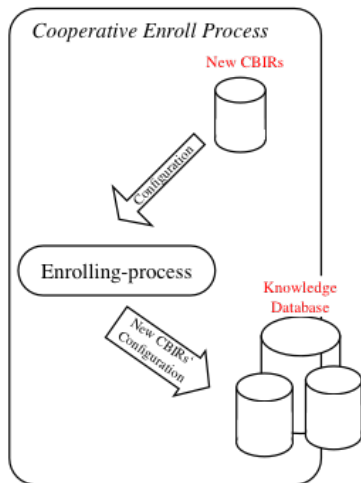 Cooperative Enroll Process
New CBIRs
Configuration
Enrolling-process
Knowledge
Database
New CBIRs'
Configuration